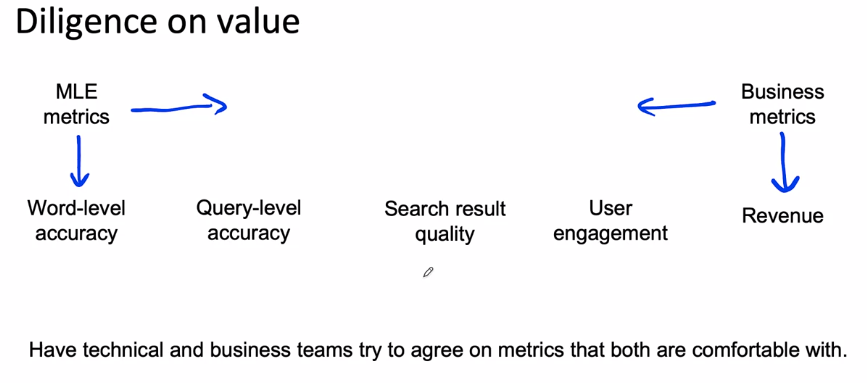 Diligence on value
MLE
metrics
Business
metrics
Word-level
accuracy
Query-level
accuracy
Search result
quality
User
engagement
Revenue
Have technical and business teams try to agree on metrics that both are comfortable with.